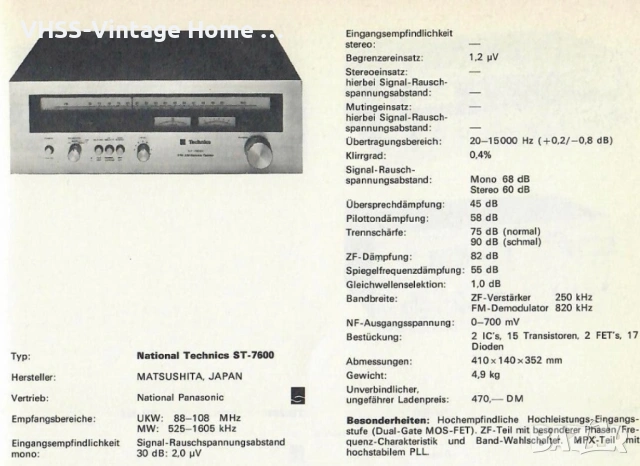 VHSS-Vintage Home ...
Technics
Typ: National Technics ST-7600
Hersteller: MATSUSHITA, JAPAN
Vertrieb: National Panasonic
Empfangsbereiche: UKW: 88–108 MHz
MW: 525–1605 kHz
Eingangsempfindlichkeit Signal-Rauschspannungsabstand
mono: 30 dB: 2,0 µV
Eingangsempfindlichkeit
stereo: —
Begrenzereinsatz: 1,2 µV
Stereoeinsatz: —
hierbei Signal-Rausch-
spannungsabstand: —
Mutingeinsatz: —
hierbei Signal-Rausch-
spannungsabstand: —
Übertragungsbereich: 20–15000 Hz (+0,2/–0,8 dB)
Klirrgrad: 0,4%
Signal-Rausch-
spannungsabstand: Mono 68 dB
Stereo 60 dB
Übersprechdämpfung: 45 dB
Pilottondämpfung: 58 dB
Trennschärfe: 75 dB (normal)
90 dB (schmal)
ZF-Dämpfung: 82 dB
Spiegelfrequenzdämpfung: 55 dB
Gleichwellenselektion: 1,0 dB
Bandbreite: ZF-Verstärker 250 kHz
FM-Demodulator 820 kHz
NF-Ausgangsspannung: 0–700 mV
Bestückung: 2 IC's, 15 Transistoren, 2 FET's, 17
Dioden
Abmessungen: 410×140×352 mm
Gewicht: 4,9 kg
Unverbindlicher,
ungefährer Ladenpreis: 470,— DM
Besonderheiten: Hochempfindliche Hochleistungs-Eingangs-
stufe (Dual-Gate MOS-FET). ZF-Teil mit besonderer Phasen/Fre-
quenz-Charakteristik und Band-Wahlschalter. MPX-Teil mit
hochstabilem PLL.